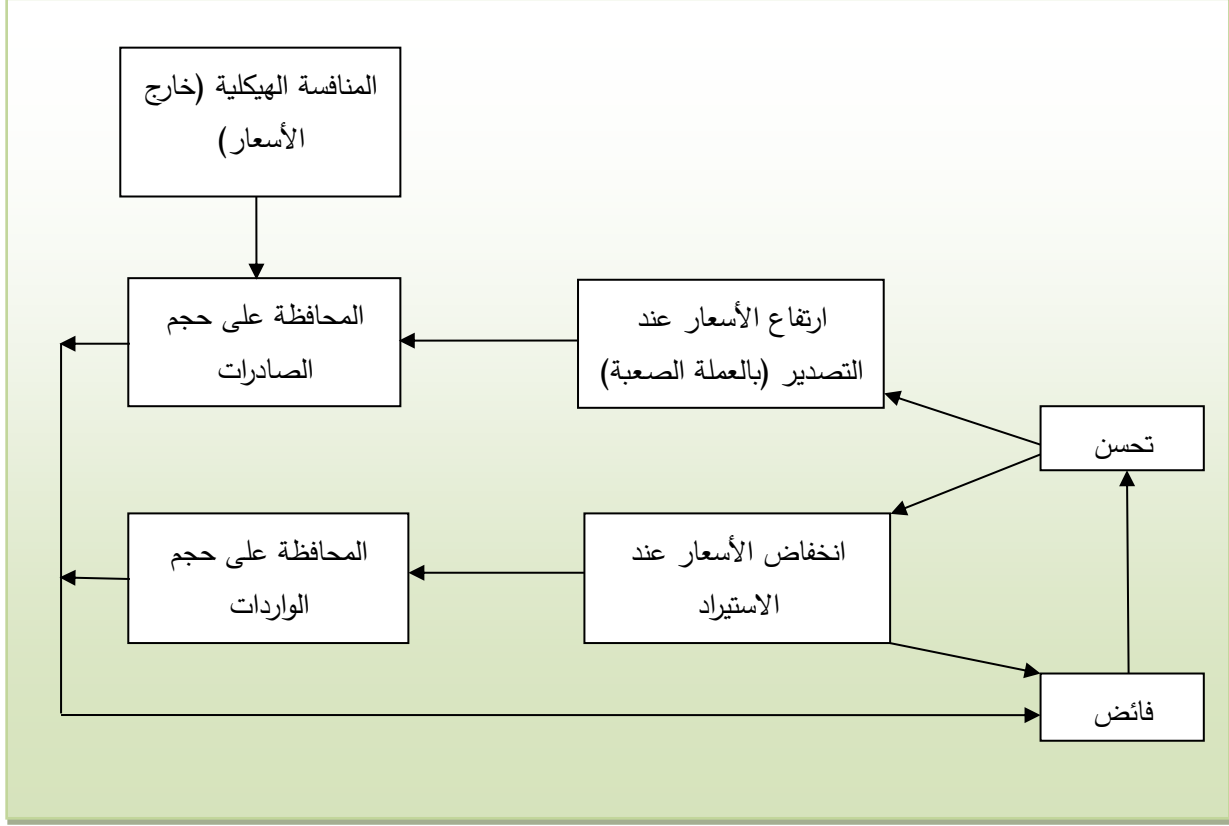 المنافسة الهيكلية (خارج
الأسعار)
ارتفاع الأسعار عند
التصدير (بالعملة الصعبة)
المحافظة على حجم
الصادرات
تحسن
انخفاض الأسعار عند
الاستيراد
المحافظة على حجم
الواردات
فائض